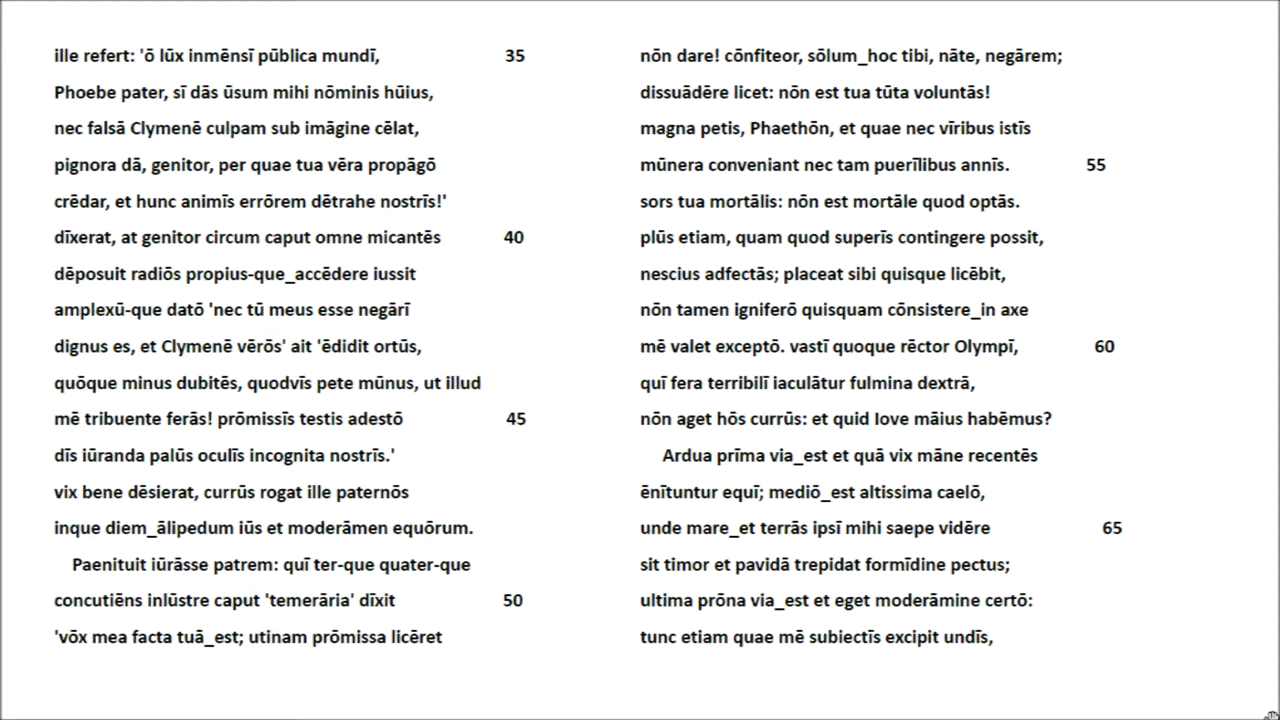 ille refert: 'ō lūx inmēnsī pūblica mundī, 35
Phoebe pater, sī dās ūsum mihi nōminis hūius,
nec falsā Clymenē culpam sub imāgine cēlat,
pignora dā, genitor, per quae tua vēra propāgō
crēdar, et hunc animīs errōrem dētrahe nostrīs!'
dīxerat, at genitor circum caput omne micantēs 40
dēposuit radiōs propius-que_accēdere iussit
amplexū-que datō 'nec tū meus esse negārī
dignus es, et Clymenē vērōs' ait 'ēdidit ortūs,
quōque minus dubitēs, quodvīs pete mūnus, ut illud
mē tribuente ferās! prōmissīs testis adestō 45
dīs iūranda palūs oculīs incognita nostrīs.'
vix bene dēsierat, currūs rogat ille paternōs
inque diem_ālipedum iūs et moderāmen equōrum.
Paenituit iūrāsse patrem: quī ter-que quater-que
concutiēns inlūstre caput 'temerāria' dīxit 50
'vōx mea facta tuā_est; utinam prōmissa licēret
nōn dare! cōnfiteor, sōlum_hoc tibi, nāte, negārem;
dissuādēre licet: nōn est tua tūta voluntās!
magna petis, Phaethōn, et quae nec vīribus istīs
mūnera conveniant nec tam puerīlibus annīs. 55
sors tua mortālis: nōn est mortāle quod optās.
plūs etiam, quam quod superīs contingere possit,
nescius adfectās; placeat sibi quisque licēbit,
nōn tamen igniferō quisquam cōnsistere_in axe
mē valet exceptō. vastī quoque rēctor Olympī, 60
quī fera terribilī iaculātur fulmina dextrā,
nōn aget hōs currūs: et quid Iove māius habēmus?
Ardua prīma via_est et quā vix māne recentēs
ēnītuntur equī; mediō_est altissima caelō,
unde mare_et terrās ipsī mihi saepe vidēre 65
sit timor et pavidā trepidat formīdine pectus;
ultima prōna via_est et eget moderāmine certō:
tunc etiam quae mē subiectīs excipit undīs,